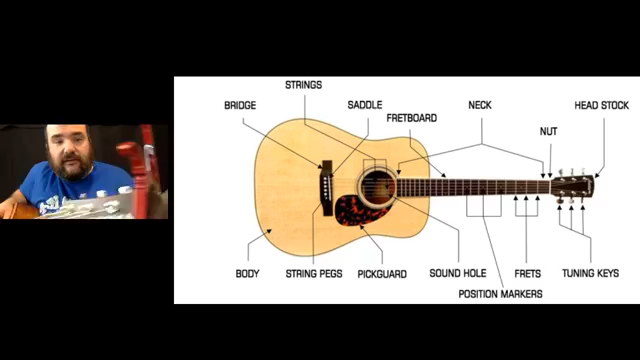 STRINGS
BRIDGE
SADDLE
FRETBOARD
NECK
NUT
HEAD STOCK
BODY
STRING PEGS
PICKGUARD
SOUND HOLE
POSITION MARKERS
FRETS
TUNING KEYS